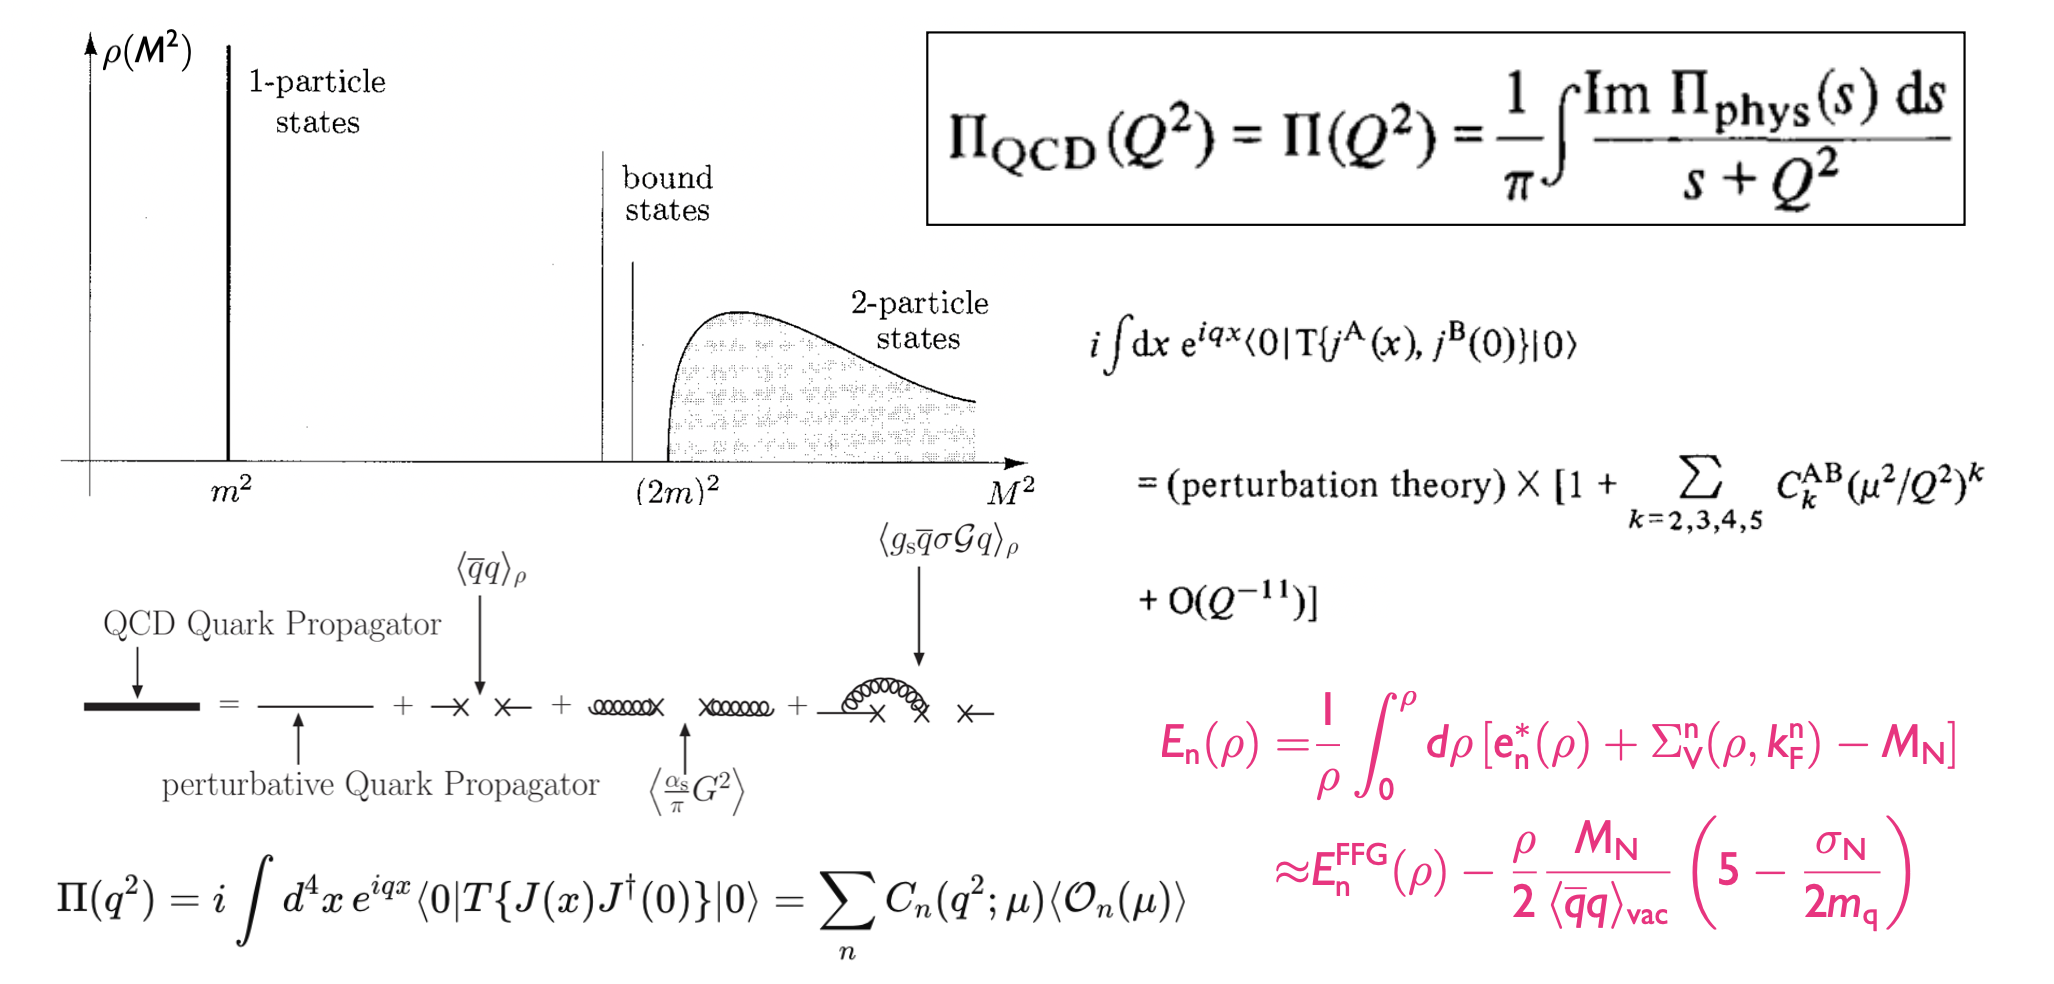 ρ(M²)
1-particle
states
bound
states
2-particle
states
m²
(2m)²
M²
Π_QCD(Q²) = Π(Q²) = 1/π ∫ Im Π_phys(s) ds / s + Q²
i∫dx e^{iqx}⟨0|T{j^A(x), j^B(0)}|0⟩
= (perturbation theory) × [1 + ∑_{k=2,3,4,5} C_k^{AB}(μ²/Q²)^k
+ O(Q^{−11})]
⟨g_s q̅σ𝒢q⟩_ρ
⟨q̅q⟩_ρ
QCD Quark Propagator
= + + +
perturbative Quark Propagator
⟨α_s/π G²⟩
E_n(ρ) = 1/ρ ∫_0^ρ dρ [e_n^*(ρ) + Σ_V^n(ρ, k_F^n) − M_N]
≈E_n^{FFG}(ρ) − ρ/2 M_N/⟨q̅q⟩_vac (5 − σ_N/2m_q)
Π(q²) = i ∫ d⁴x e^{iqx}⟨0|T{J(x)J†(0)}|0⟩ = ∑_n C_n(q²; μ)⟨𝒪_n(μ)⟩